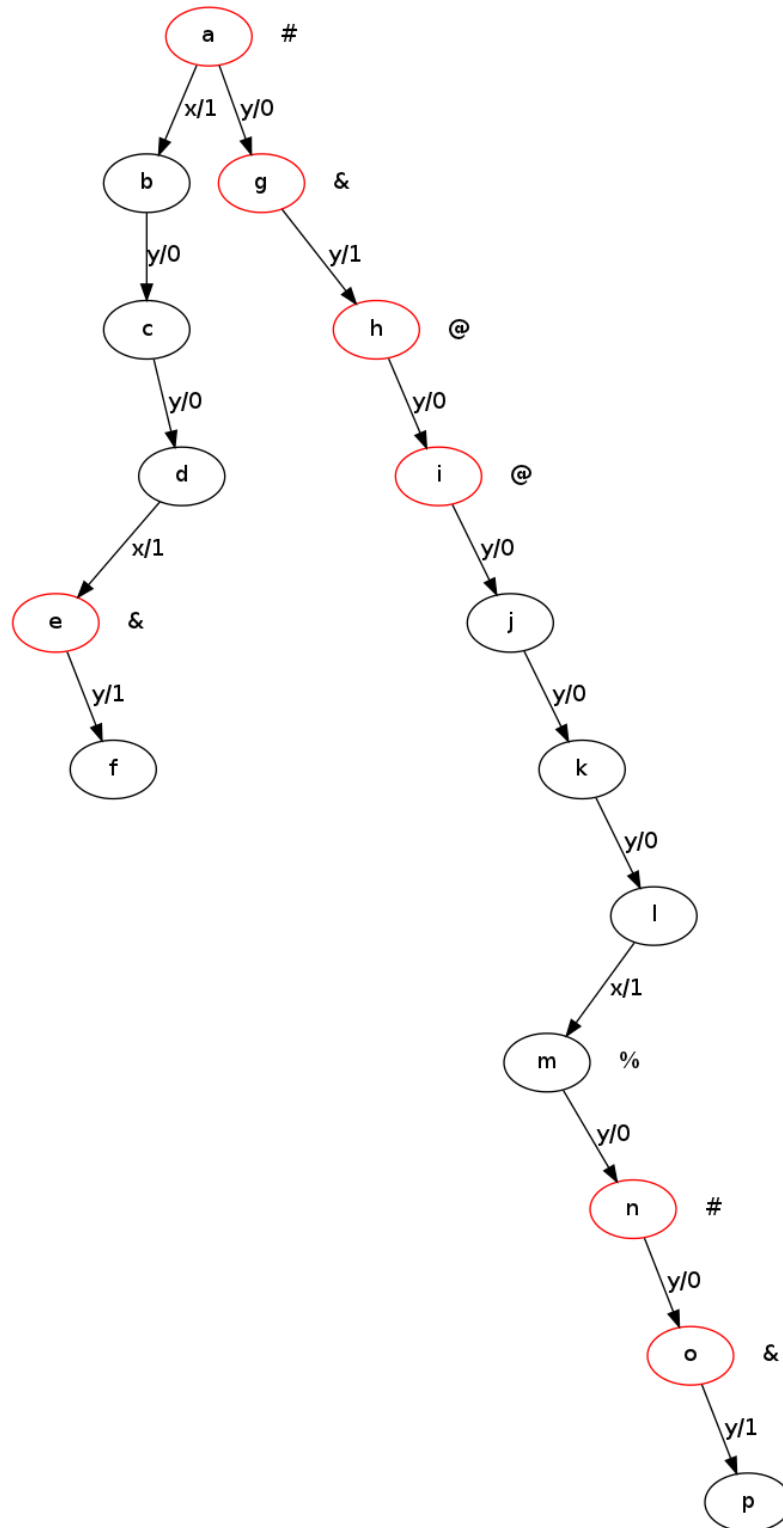 a #
x/1 y/0
b g &
y/0 y/1
c h @
y/0 y/0
d i @
x/1 y/0
e & j
y/1 y/0
f k
y/0
l
x/1
m %
y/0
n #
y/0
o &
y/1
p